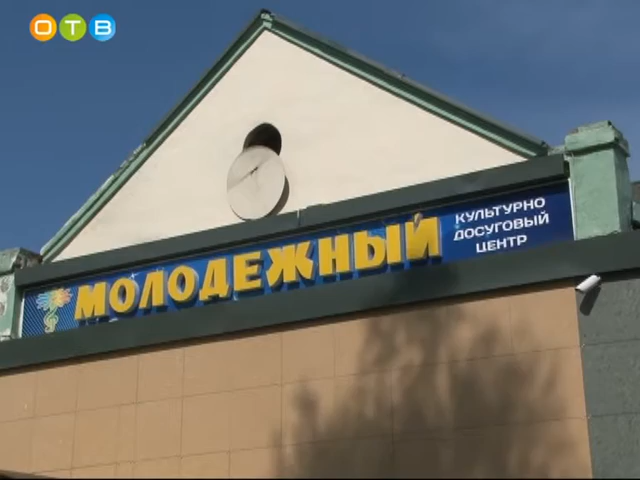 ОТВ
МОЛОДЕЖНЫЙ
КУЛЬТУРНО
ДОСУГОВЫЙ
ЦЕНТР